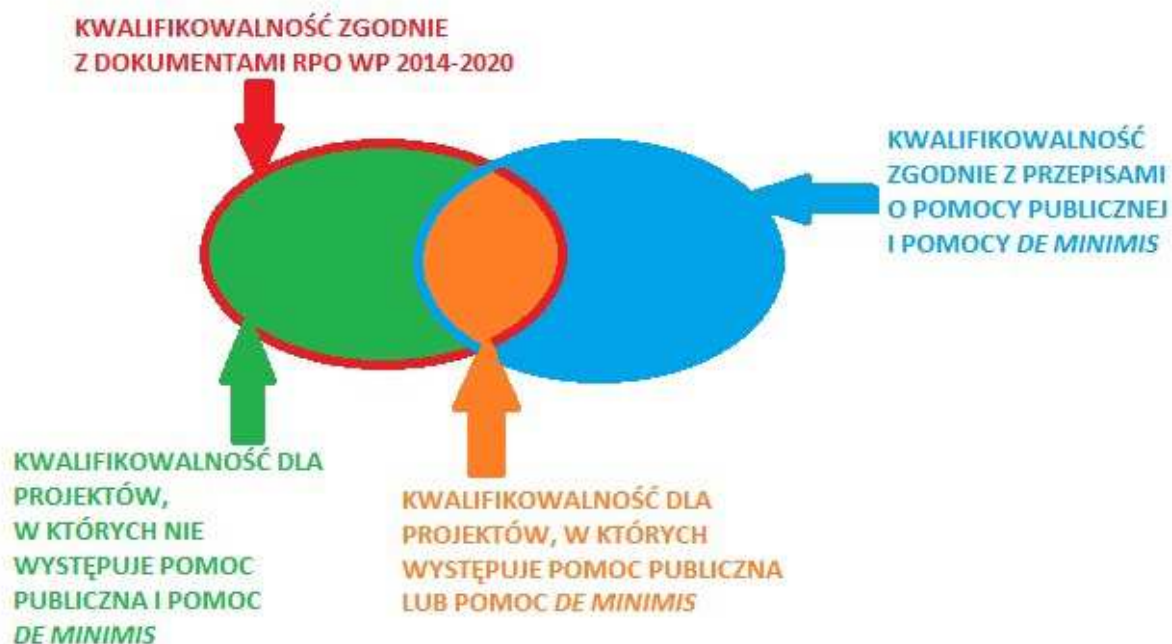 KWALIFIKOWALNOŚĆ ZGODNIE
Z DOKUMENTAMI RPO WP 2014-2020
KWALIFIKOWALNOŚĆ
ZGODNIE Z PRZEPISAMI
O POMOCY PUBLICZNEJ
I POMOCY DE MINIMIS
KWALIFIKOWALNOŚĆ DLA
PROJEKTÓW,
W KTÓRYCH NIE
WYSTĘPUJE POMOC
PUBLICZNA I POMOC
DE MINIMIS
KWALIFIKOWALNOŚĆ DLA
PROJEKTÓW, W KTÓRYCH
WYSTĘPUJE POMOC PUBLICZNA
LUB POMOC DE MINIMIS